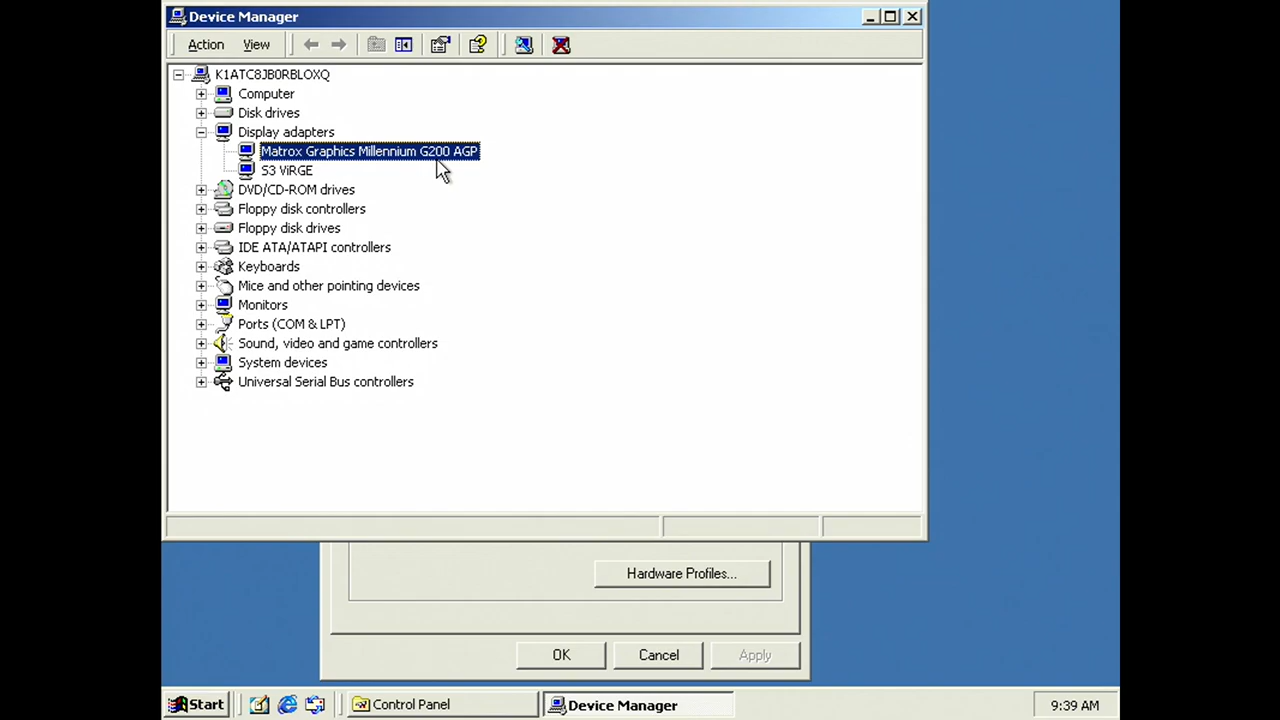 Device Manager
Action View
K1ATC8JB0RBLOXQ
Computer
Disk drives
Display adapters
Matrox Graphics Millennium G200 AGP
S3 ViRGE
DVD/CD-ROM drives
Floppy disk controllers
Floppy disk drives
IDE ATA/ATAPI controllers
Keyboards
Mice and other pointing devices
Monitors
Ports (COM & LPT)
Sound, video and game controllers
System devices
Universal Serial Bus controllers
Hardware Profiles...
OK Cancel Apply
Start Control Panel Device Manager 9:39 AM